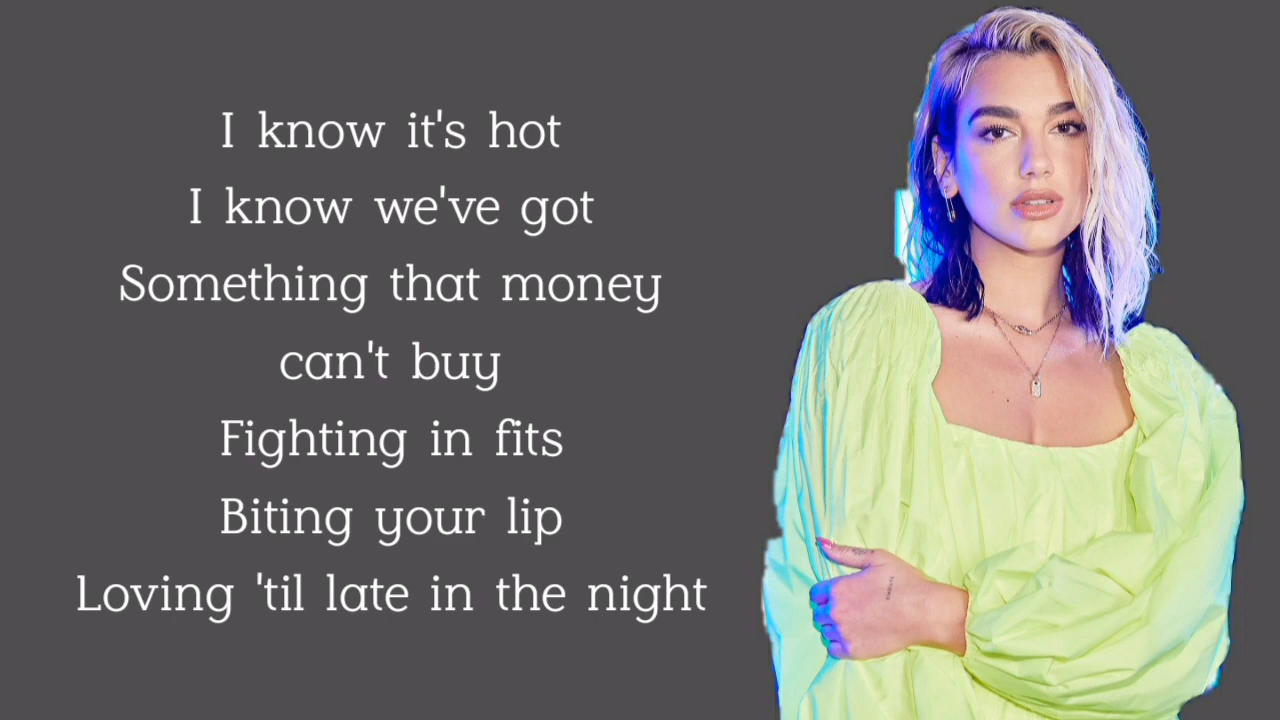 I know it's hot
I know we've got
Something that money
can't buy
Fighting in fits
Biting your lip
Loving 'til late in the night